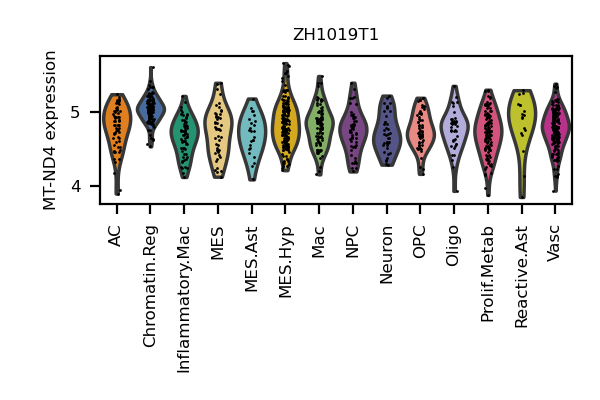 ZH1019T1
MT-ND4 expression
5
4
AC
Chromatin.Reg
Inflammatory.Mac
MES
MES.Ast
MES.Hyp
Mac
NPC
Neuron
OPC
Oligo
Prolif.Metab
Reactive.Ast
Vasc